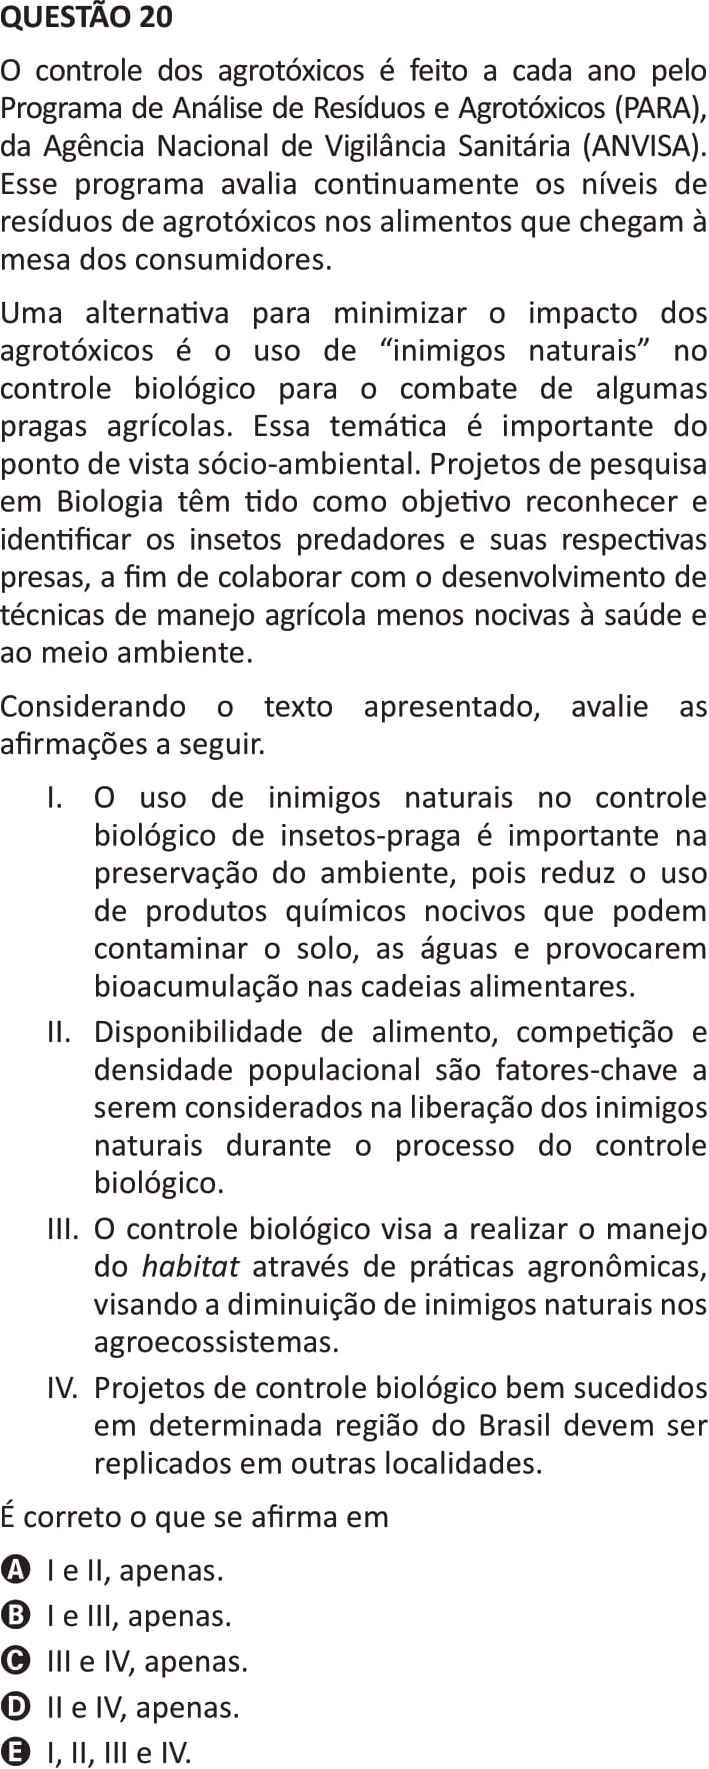 QUESTÃO 20
O controle dos agrotóxicos é feito a cada ano pelo
Programa de Análise de Resíduos e Agrotóxicos (PARA),
da Agência Nacional de Vigilância Sanitária (ANVISA).
Esse programa avalia continuamente os níveis de
resíduos de agrotóxicos nos alimentos que chegam à
mesa dos consumidores.
Uma alternativa para minimizar o impacto dos
agrotóxicos é o uso de “inimigos naturais” no
controle biológico para o combate de algumas
pragas agrícolas. Essa temática é importante do
ponto de vista sócio-ambiental. Projetos de pesquisa
em Biologia têm tido como objetivo reconhecer e
identificar os insetos predadores e suas respectivas
presas, a fim de colaborar com o desenvolvimento de
técnicas de manejo agrícola menos nocivas à saúde e
ao meio ambiente.
Considerando o texto apresentado, avalie as
afirmações a seguir.
I. O uso de inimigos naturais no controle
biológico de insetos-praga é importante na
preservação do ambiente, pois reduz o uso
de produtos químicos nocivos que podem
contaminar o solo, as águas e provocarem
bioacumulação nas cadeias alimentares.
II. Disponibilidade de alimento, competição e
densidade populacional são fatores-chave a
serem considerados na liberação dos inimigos
naturais durante o processo do controle
biológico.
III. O controle biológico visa a realizar o manejo
do habitat através de práticas agronômicas,
visando a diminuição de inimigos naturais nos
agroecossistemas.
IV. Projetos de controle biológico bem sucedidos
em determinada região do Brasil devem ser
replicados em outras localidades.
É correto o que se afirma em
A I e II, apenas.
B I e III, apenas.
C III e IV, apenas.
D II e IV, apenas.
E I, II, III e IV.